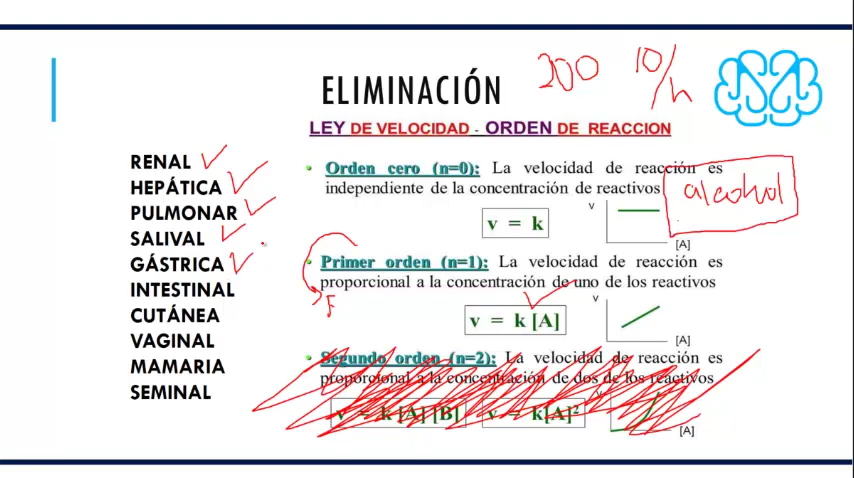 ELIMINACIÓN
200 10/h
LEY DE VELOCIDAD - ORDEN DE REACCION
RENAL
HEPÁTICA
PULMONAR
SALIVAL
GÁSTRICA
INTESTINAL
CUTÁNEA
VAGINAL
MAMARIA
SEMINAL
• Orden cero (n=0): La velocidad de reacción es
independiente de la concentración de reactivos
alcohol
v = k
v
[A]
• Primer orden (n=1): La velocidad de reacción es
proporcional a la concentración de uno de los reactivos
F
v = k [A]
v
[A]
• Segundo orden (n=2): La velocidad de reacción es
proporcional a la concentración de dos de los reactivos
v = k [A] [B] v = k[A]²
v
[A]